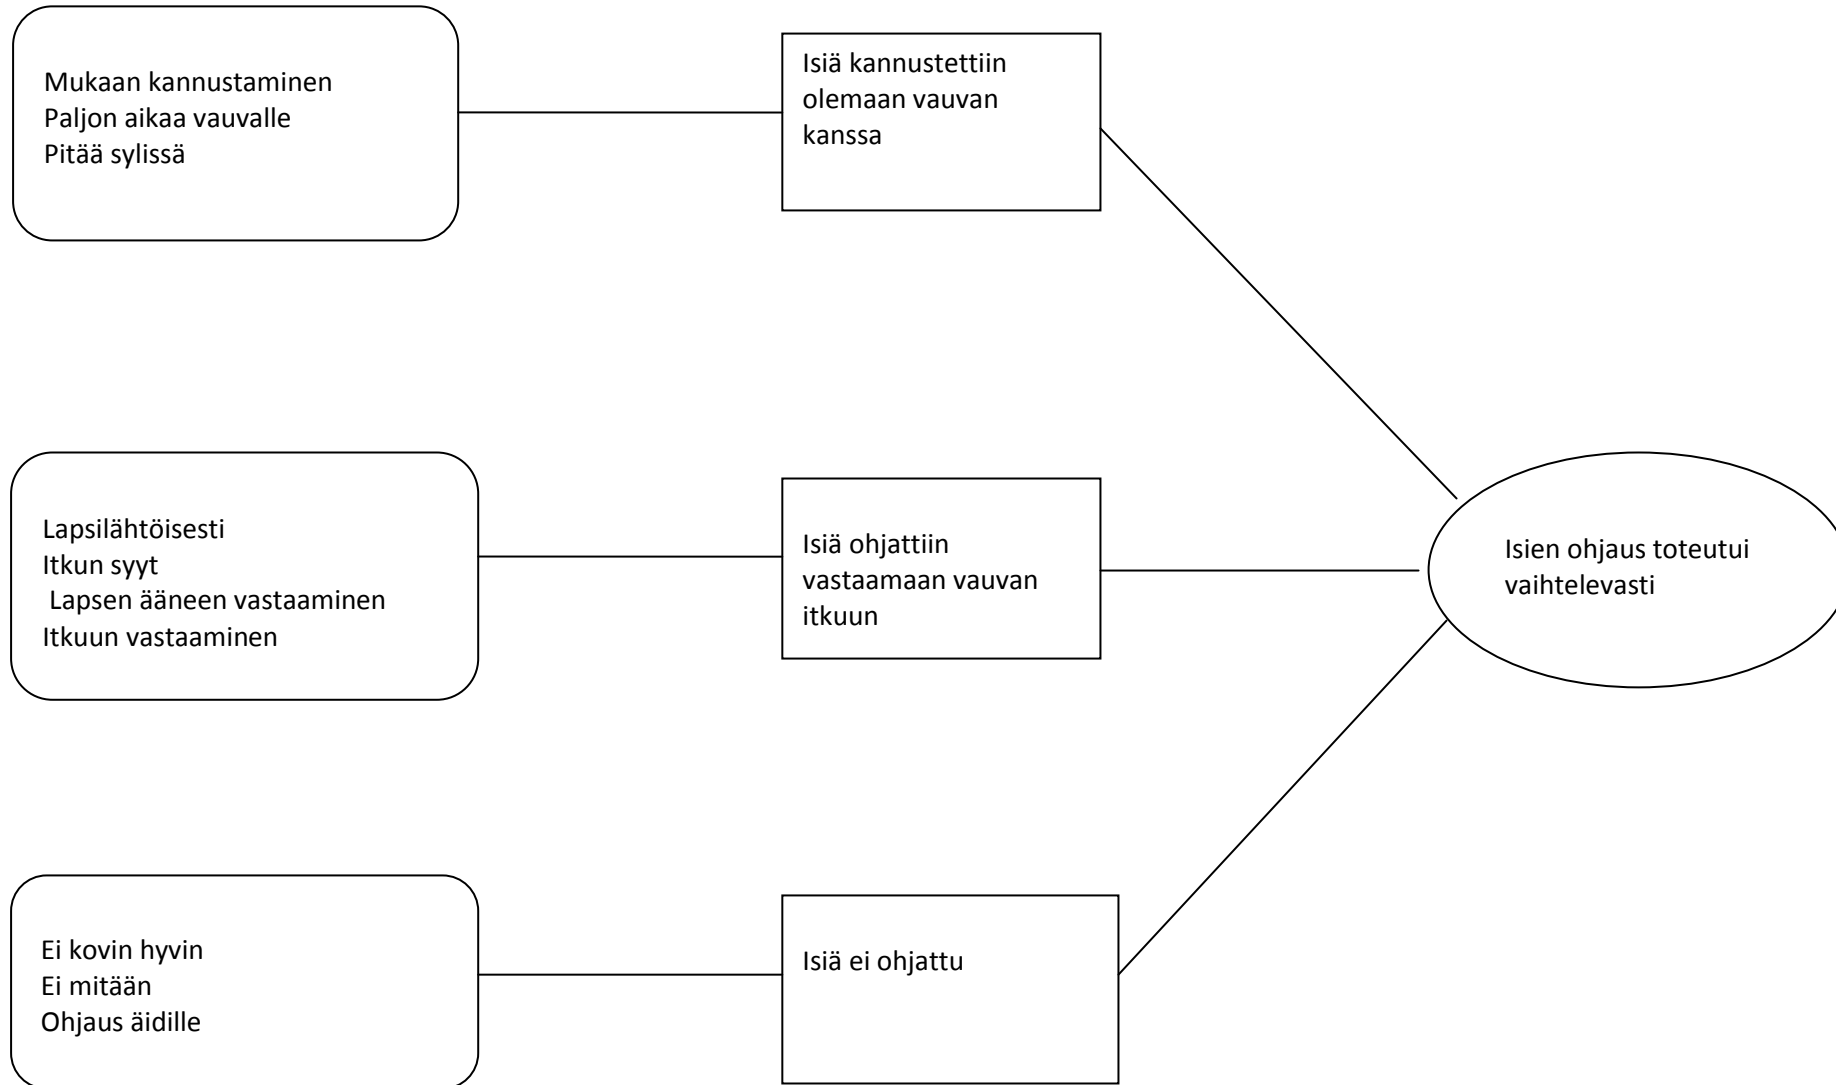 Mukaan kannustaminen
Paljon aikaa vauvalle
Pitää sylissä
Isiä kannustettiin
olemaan vauvan
kanssa
Lapsilähtöisesti
Itkun syyt
Lapsen ääneen vastaaminen
Itkuun vastaaminen
Isiä ohjattiin
vastaamaan vauvan
itkuun
Isien ohjaus toteutui
vaihtelevasti
Ei kovin hyvin
Ei mitään
Ohjaus äidille
Isiä ei ohjattu